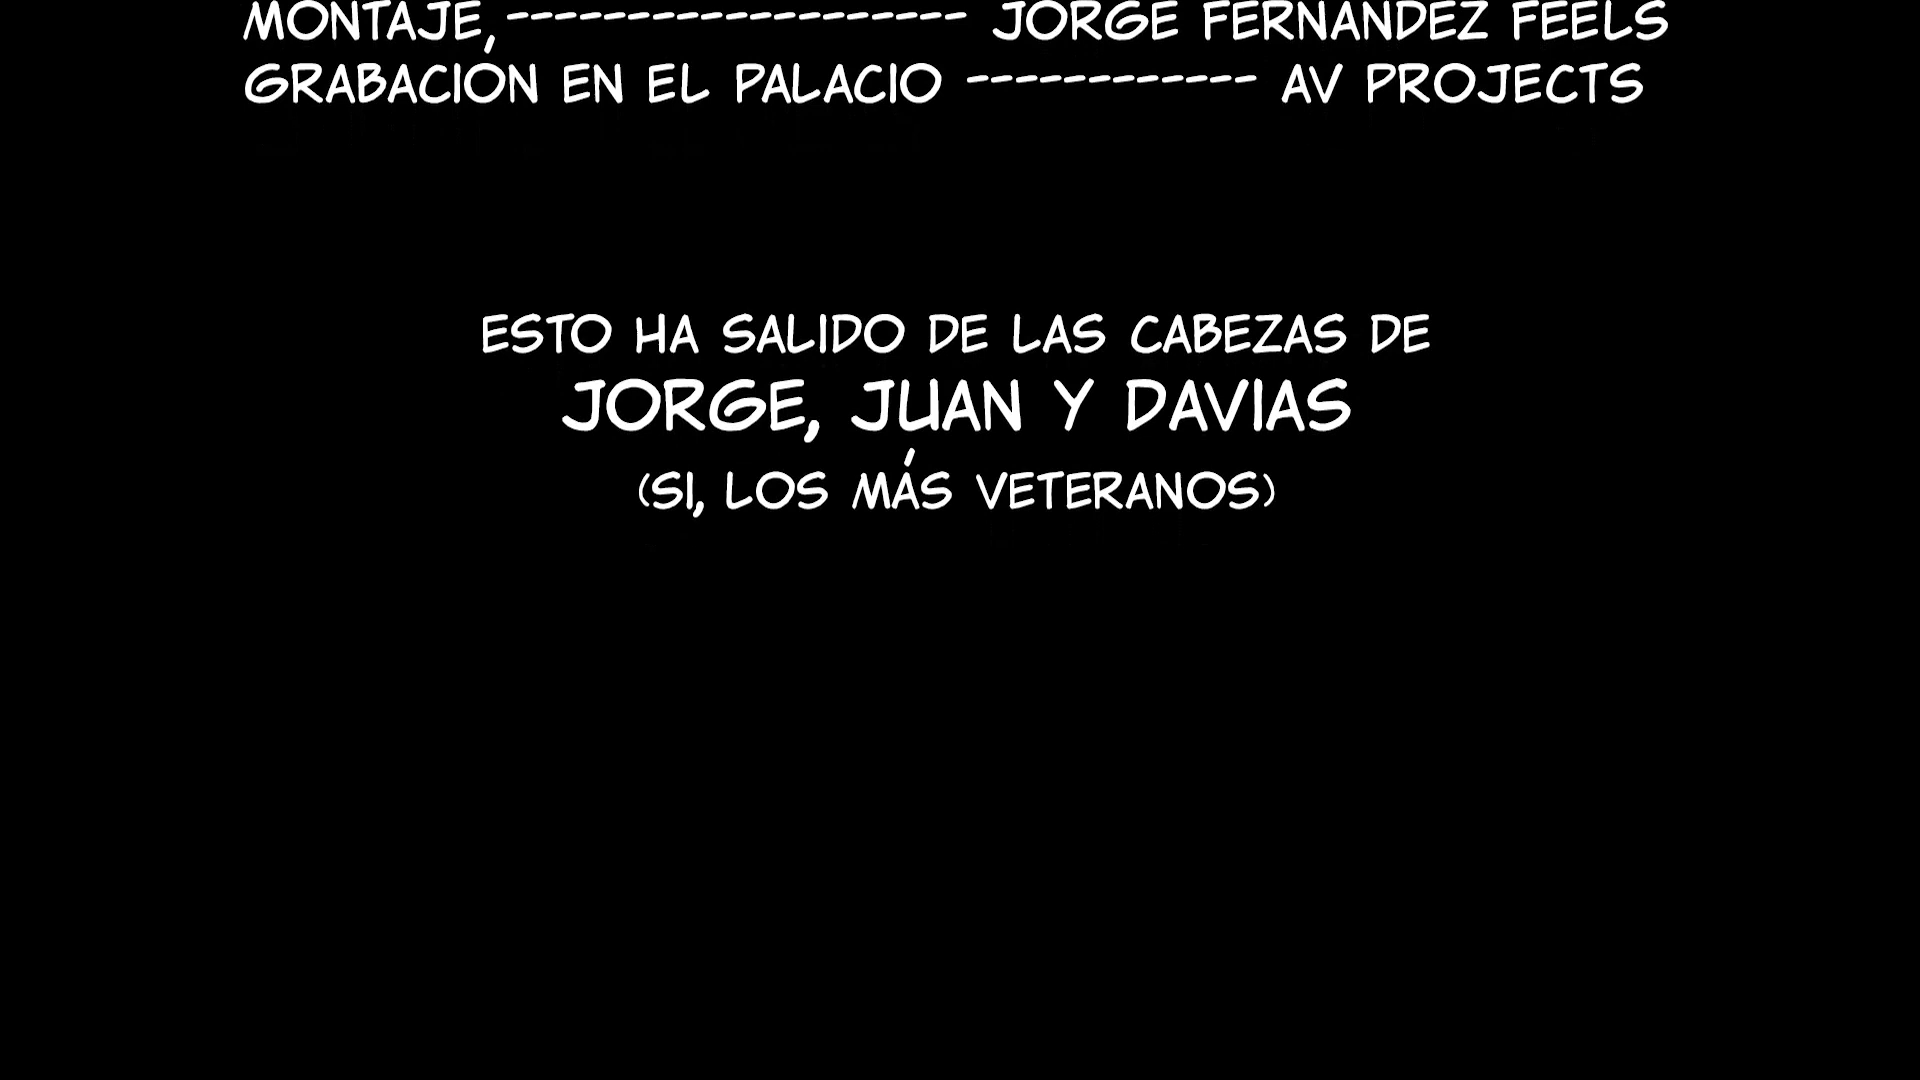 MONTAJE,------------------- JORGE FERNANDEZ FEELS
GRABACIÓN EN EL PALACIO ------------ AV PROJECTS
ESTO HA SALIDO DE LAS CABEZAS DE
JORGE, JUAN Y DAVIAS
(SI, LOS MÁS VETERANOS)